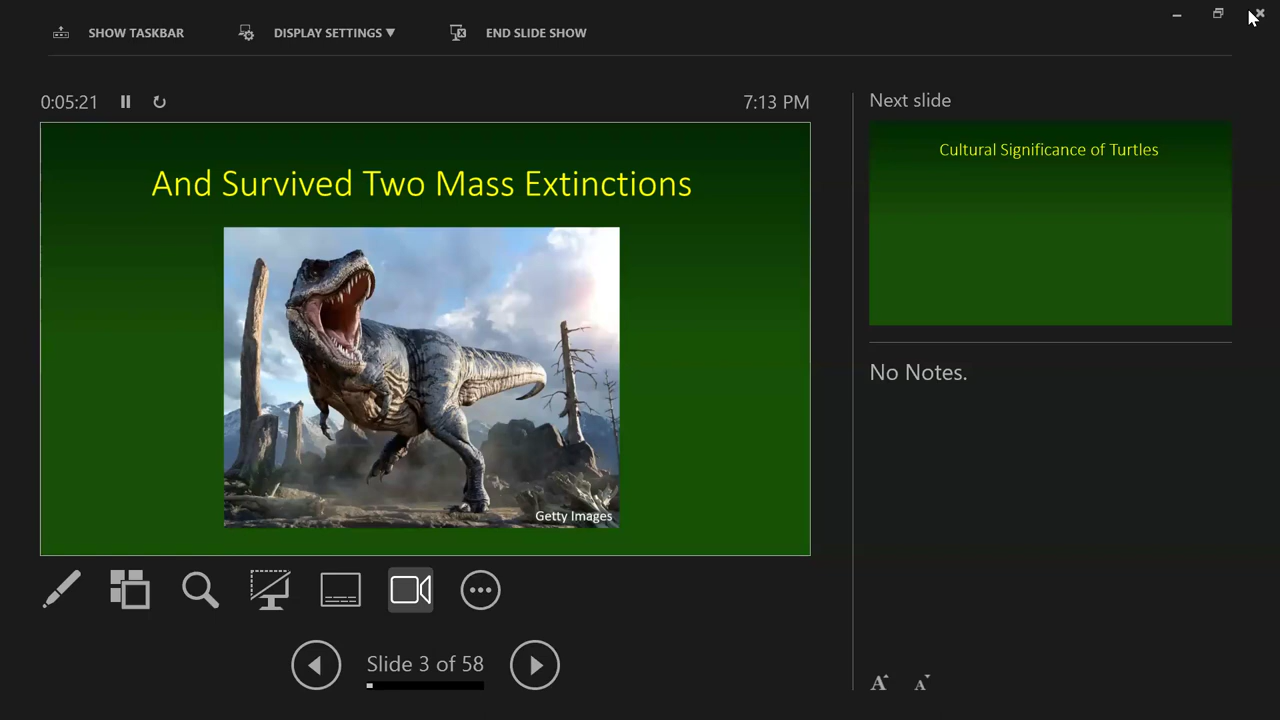 SHOW TASKBAR
DISPLAY SETTINGS ▼
END SLIDE SHOW
0:05:21
7:13 PM
And Survived Two Mass Extinctions
Getty Images
Next slide
Cultural Significance of Turtles
No Notes.
Slide 3 of 58
A
A